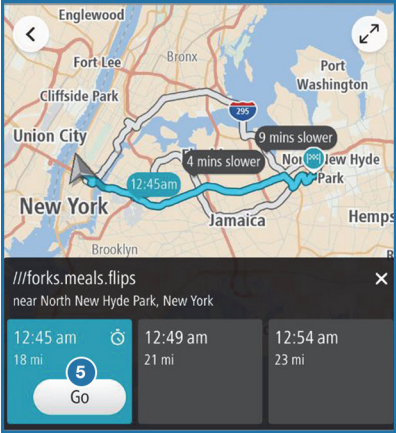 Englewood
Bronx
Fort Lee
Port
Washington
Cliffside Park
295
Union City
9 mins slower
4 mins slower
New Hyde
Park
12:45am
New York
Jamaica
Hemps
Brooklyn
///forks.meals.flips
near North New Hyde Park, New York
12:45 am
18 mi
12:49 am
21 mi
12:54 am
23 mi
5
Go